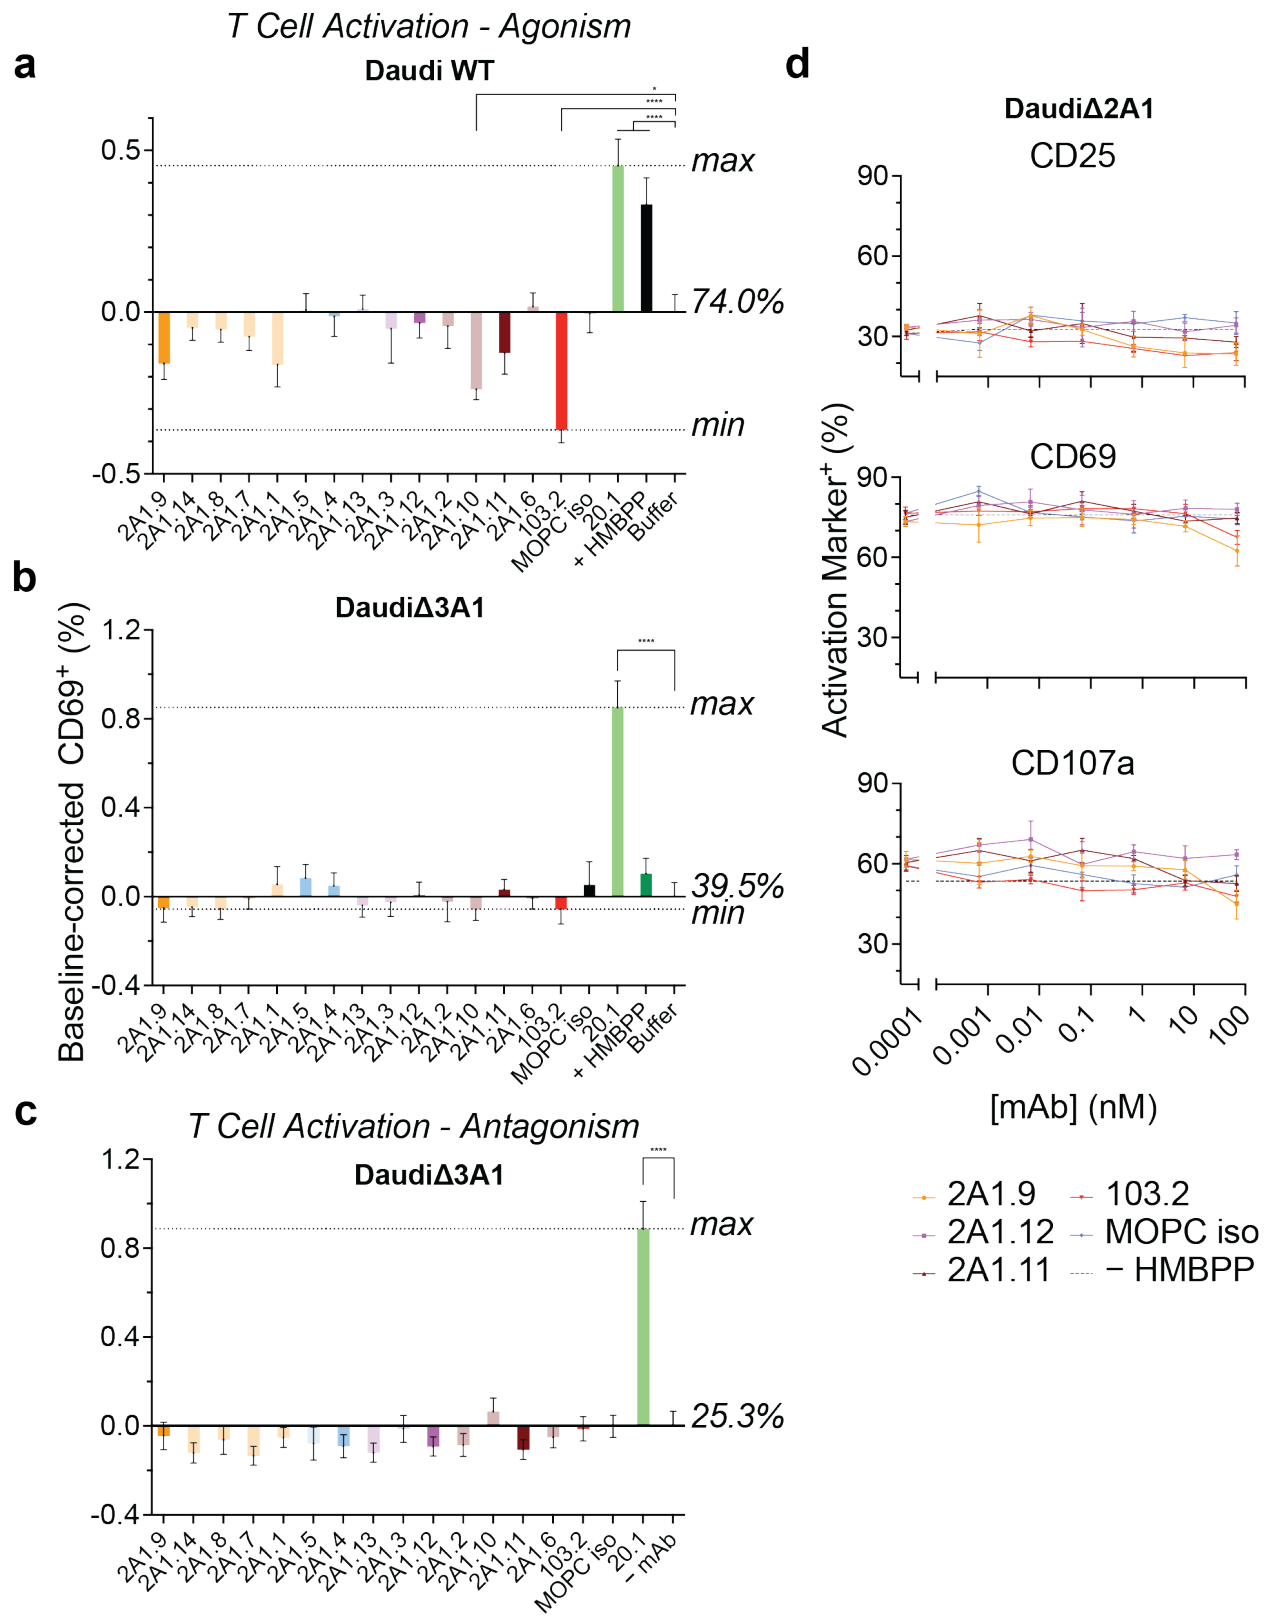 T Cell Activation - Agonism
a
Daudi WT
*
****
****
0.5
0.0
-0.5
max
74.0%
min
2A1.9
2A1.14
2A1.8
2A1.7
2A1.1
2A1.5
2A1.4
2A1.13
2A1.3
2A1.12
2A1.2
2A1.10
2A1.11
2A1.6
103.2
MOPC iso
20.1
+ HMBPP
Buffer
b
DaudiΔ3A1
****
Baseline-corrected CD69+ (%)
1.2
0.8
0.4
0.0
-0.4
max
39.5%
min
2A1.9
2A1.14
2A1.8
2A1.7
2A1.1
2A1.5
2A1.4
2A1.13
2A1.3
2A1.12
2A1.2
2A1.10
2A1.11
2A1.6
103.2
MOPC iso
20.1
+ HMBPP
Buffer
c
T Cell Activation - Antagonism
DaudiΔ3A1
****
1.2
0.8
0.4
0.0
-0.4
max
25.3%
2A1.9
2A1.14
2A1.8
2A1.7
2A1.1
2A1.5
2A1.4
2A1.13
2A1.3
2A1.12
2A1.2
2A1.10
2A1.11
2A1.6
103.2
MOPC iso
20.1
− mAb
d
DaudiΔ2A1
CD25
90
60
30
Activation Marker+ (%)
CD69
90
60
30
CD107a
90
60
30
0.0001
0.001
0.01
0.1
1
10
100
[mAb] (nM)
2A1.9
103.2
2A1.12
MOPC iso
2A1.11
− HMBPP